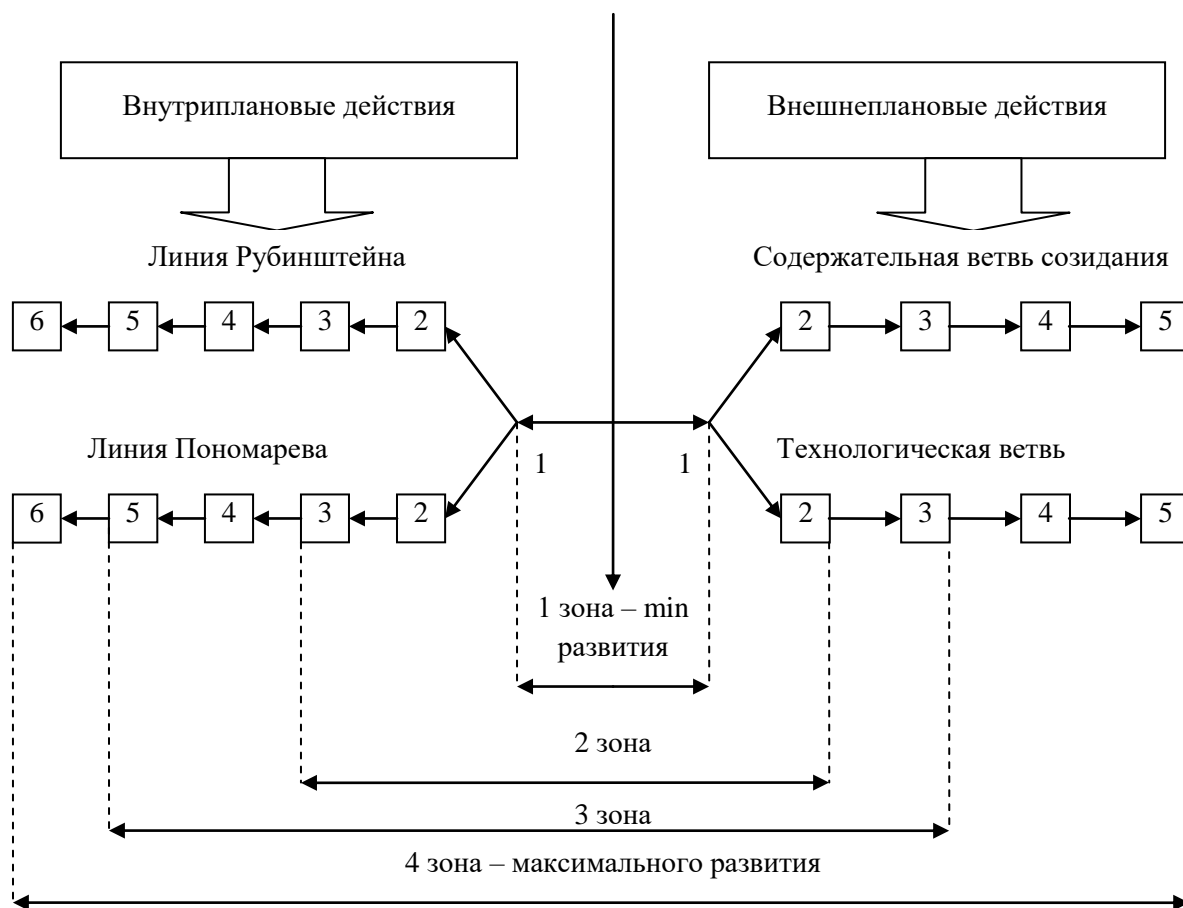 Внутриплановые действия
Внешнеплановые действия
Линия Рубинштейна
Содержательная ветвь созидания
6 5 4 3 2
2 3 4 5
Линия Пономарева
Технологическая ветвь
1 1
6 5 4 3 2
2 3 4 5
1 зона – min
развития
2 зона
3 зона
4 зона – максимального развития